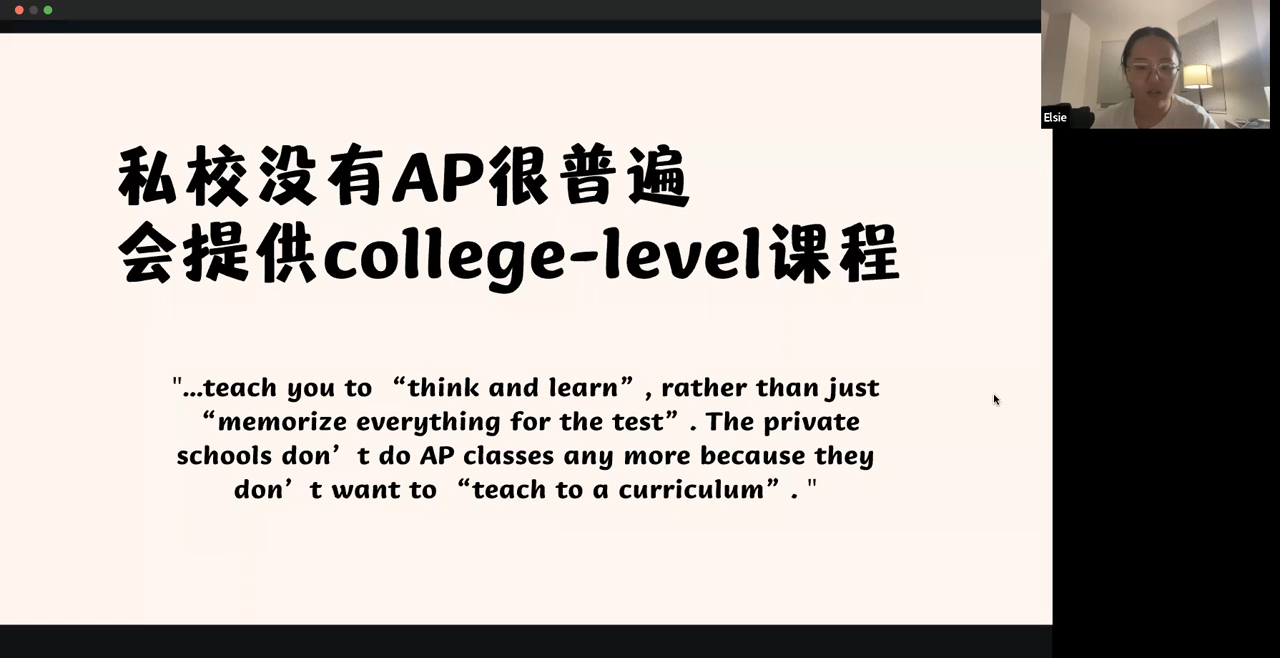 私校没有AP很普遍
会提供college-level课程
"...teach you to “think and learn”, rather than just
“memorize everything for the test”. The private
schools don’t do AP classes any more because they
don’t want to “teach to a curriculum”."
Elsie